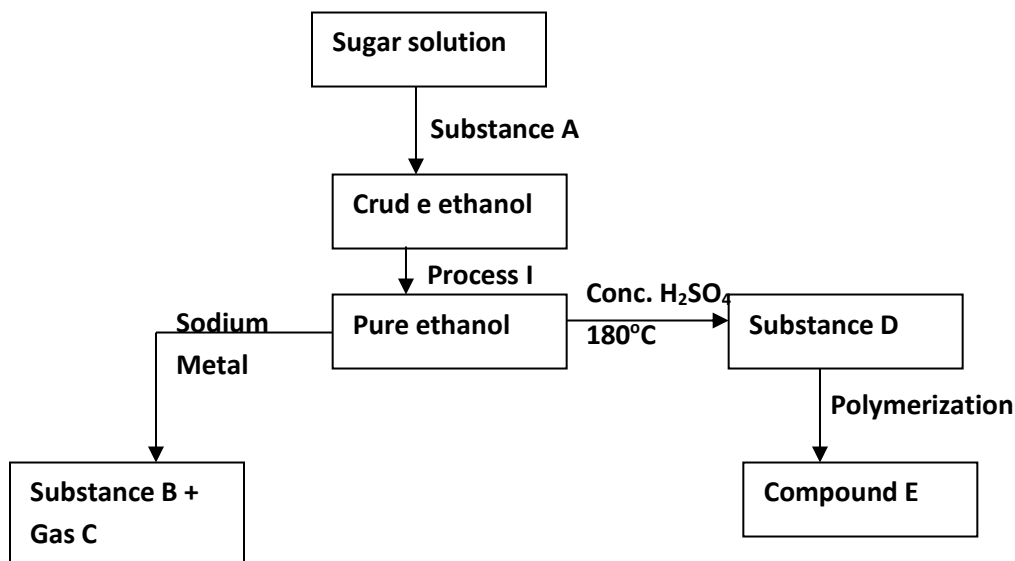 Sugar solution
Substance A
Crud e ethanol
Process I
Conc. H₂SO₄
180°C
Pure ethanol
Sodium
Metal
Substance D
Polymerization
Substance B +
Gas C
Compound E